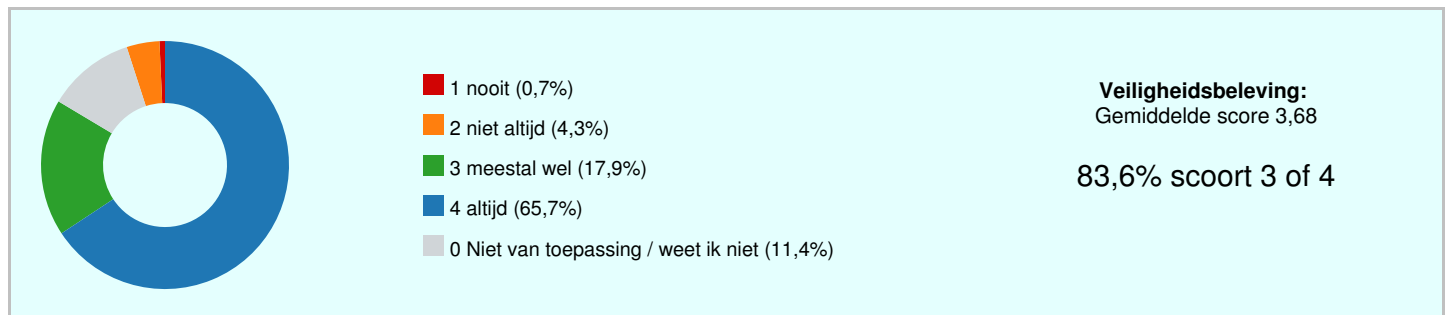 1 nooit (0,7%)
2 niet altijd (4,3%)
3 meestal wel (17,9%)
4 altijd (65,7%)
0 Niet van toepassing / weet ik niet (11,4%)
Veiligheidsbeleving:
Gemiddelde score 3,68
83,6% scoort 3 of 4